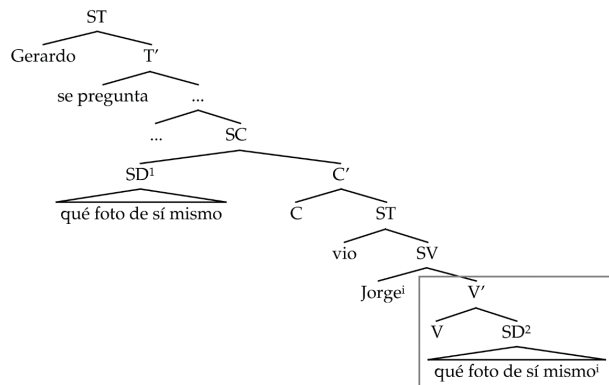 ST
Gerardo T′
se pregunta ...
... SC
SD¹ C′
qué foto de sí mismo C ST
vio SV
Jorgeⁱ V′
V SD²
qué foto de sí mismoⁱ